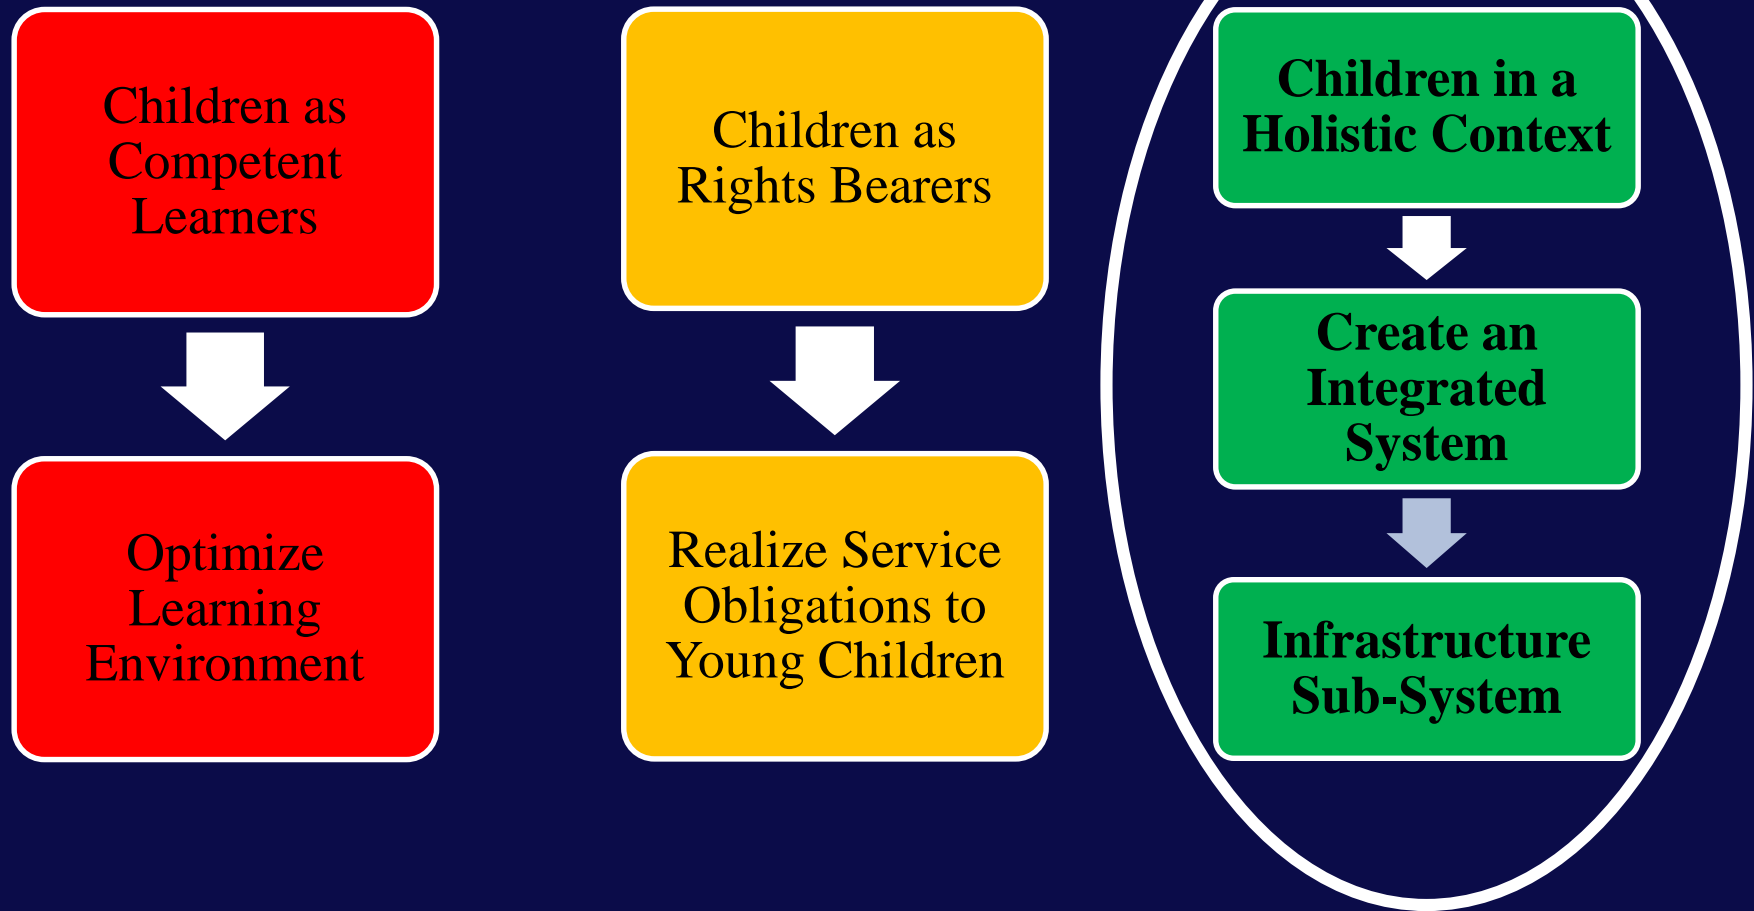 Children as
Competent
Learners
Optimize
Learning
Environment
Children as
Rights Bearers
Realize Service
Obligations to
Young Children
Children in a
Holistic Context
Create an
Integrated
System
Infrastructure
Sub-System